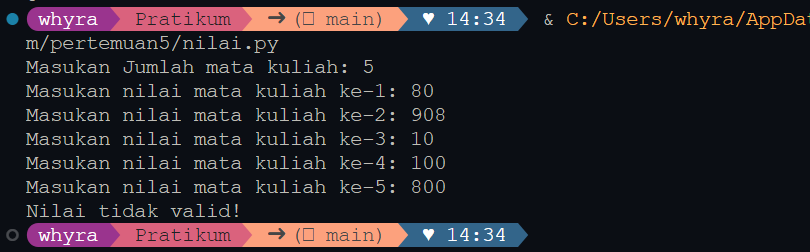 whyra Pratikum ➜ ( main) ♥ 14:34 & C:/Users/whyra/AppDat
m/pertemuan5/nilai.py
Masukan Jumlah mata kuliah: 5
Masukan nilai mata kuliah ke-1: 80
Masukan nilai mata kuliah ke-2: 908
Masukan nilai mata kuliah ke-3: 10
Masukan nilai mata kuliah ke-4: 100
Masukan nilai mata kuliah ke-5: 800
Nilai tidak valid!
whyra Pratikum ➜ ( main) ♥ 14:34